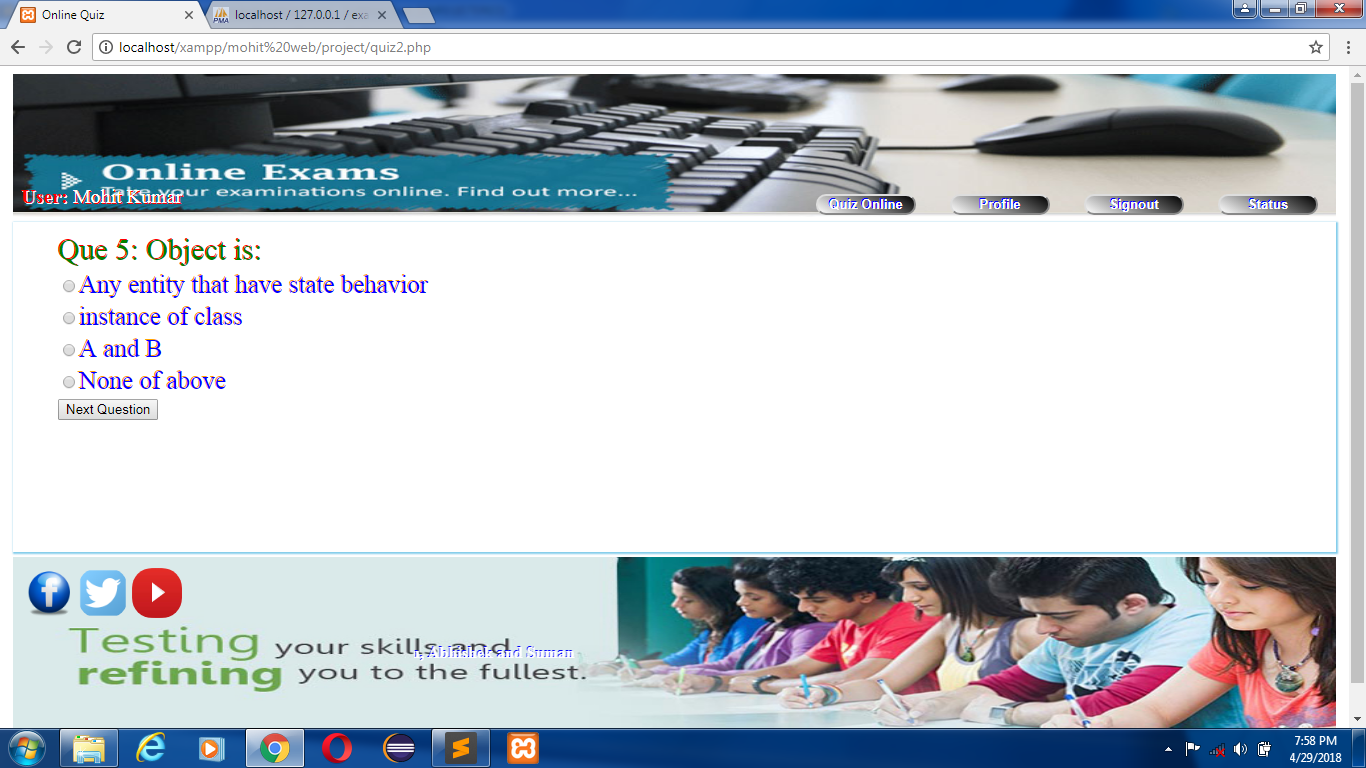 Online Quiz
localhost / 127.0.0.1 / exa
localhost/xampp/mohit%20web/project/quiz2.php
Online Exams
Take your examinations online. Find out more...
User: Mohit Kumar
Quiz Online Profile Signout Status
Que 5: Object is:
Any entity that have state behavior
instance of class
A and B
None of above
Next Question
Testing your skills and
Abhishek and Suman
refining you to the fullest.
7:58 PM
4/29/2018